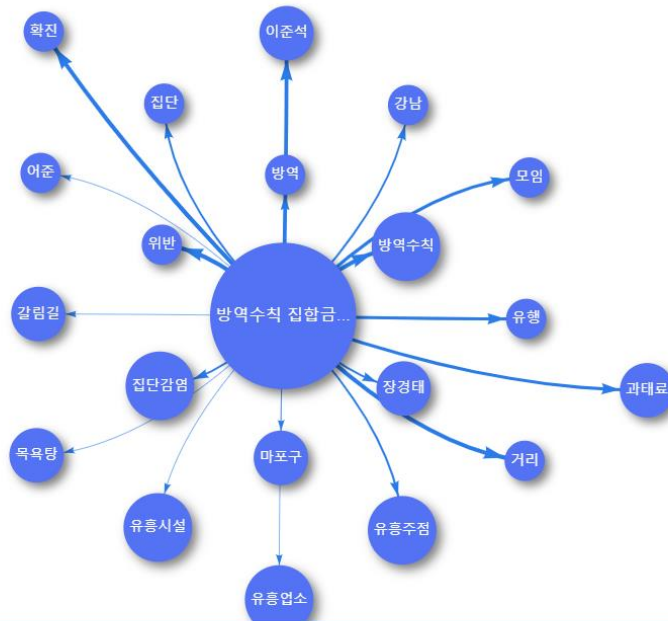 확진
이준석
집단
강남
어준
방역
모임
위반
방역수칙
갈림길
방역수칙 집합금...
유행
집단감염
장경태
과태료
목욕탕
마포구
거리
유흥시설
유흥주점
유흥업소